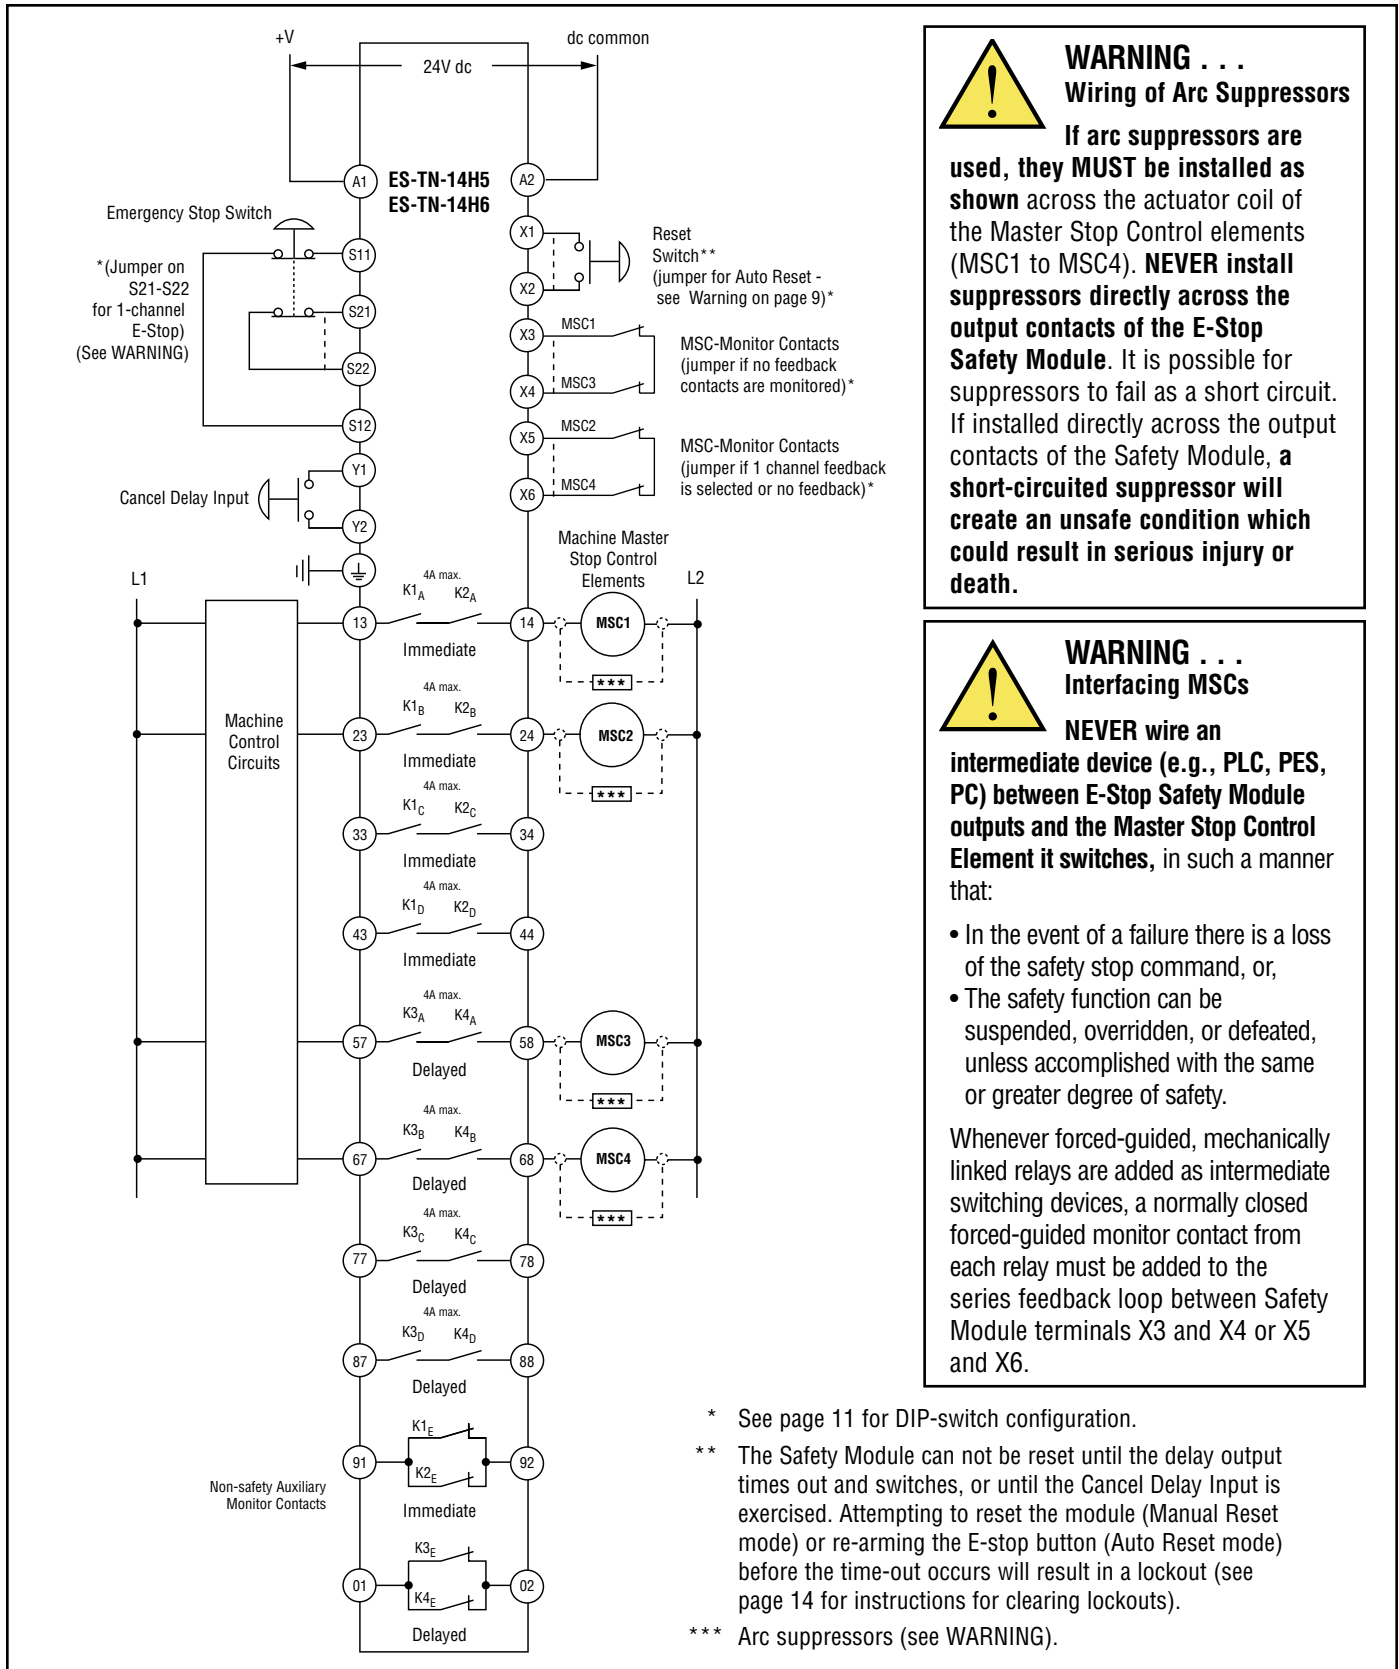 +V
dc common
24V dc
A1
ES-TN-14H5
ES-TN-14H6
A2
Emergency Stop Switch
*(Jumper on
S21-S22
for 1-channel
E-Stop)
(See WARNING)
S11
S21
S22
S12
X1
X2
Reset
Switch**
(jumper for Auto Reset -
see Warning on page 9)*
X3
MSC1
X4
MSC3
MSC-Monitor Contacts
(jumper if no feedback
contacts are monitored)*
X5
MSC2
X6
MSC4
MSC-Monitor Contacts
(jumper if 1 channel feedback
is selected or no feedback)*
Cancel Delay Input
Y1
Y2
Machine Master
Stop Control
Elements
L1
L2
Machine
Control
Circuits
4A max.
K1A K2A
13
14
MSC1
Immediate
***
4A max.
K1B K2B
23
24
MSC2
Immediate
***
4A max.
K1C K2C
33
34
Immediate
4A max.
K1D K2D
43
44
Immediate
4A max.
K3A K4A
57
58
MSC3
Delayed
***
4A max.
K3B K4B
67
68
MSC4
Delayed
***
4A max.
K3C K4C
77
78
Delayed
4A max.
K3D K4D
87
88
Delayed
Non-safety Auxiliary
Monitor Contacts
K1E
91
92
K2E
Immediate
K3E
01
02
K4E
Delayed
WARNING . . .
Wiring of Arc Suppressors
If arc suppressors are
used, they MUST be installed as
shown across the actuator coil of
the Master Stop Control elements
(MSC1 to MSC4). NEVER install
suppressors directly across the
output contacts of the E-Stop
Safety Module. It is possible for
suppressors to fail as a short circuit.
If installed directly across the output
contacts of the Safety Module, a
short-circuited suppressor will
create an unsafe condition which
could result in serious injury or
death.
WARNING . . .
Interfacing MSCs
NEVER wire an
intermediate device (e.g., PLC, PES,
PC) between E-Stop Safety Module
outputs and the Master Stop Control
Element it switches, in such a manner
that:
• In the event of a failure there is a loss
of the safety stop command, or,
• The safety function can be
suspended, overridden, or defeated,
unless accomplished with the same
or greater degree of safety.
Whenever forced-guided, mechanically
linked relays are added as intermediate
switching devices, a normally closed
forced-guided monitor contact from
each relay must be added to the
series feedback loop between Safety
Module terminals X3 and X4 or X5
and X6.
* See page 11 for DIP-switch configuration.
** The Safety Module can not be reset until the delay output
times out and switches, or until the Cancel Delay Input is
exercised. Attempting to reset the module (Manual Reset
mode) or re-arming the E-stop button (Auto Reset mode)
before the time-out occurs will result in a lockout (see
page 14 for instructions for clearing lockouts).
*** Arc suppressors (see WARNING).